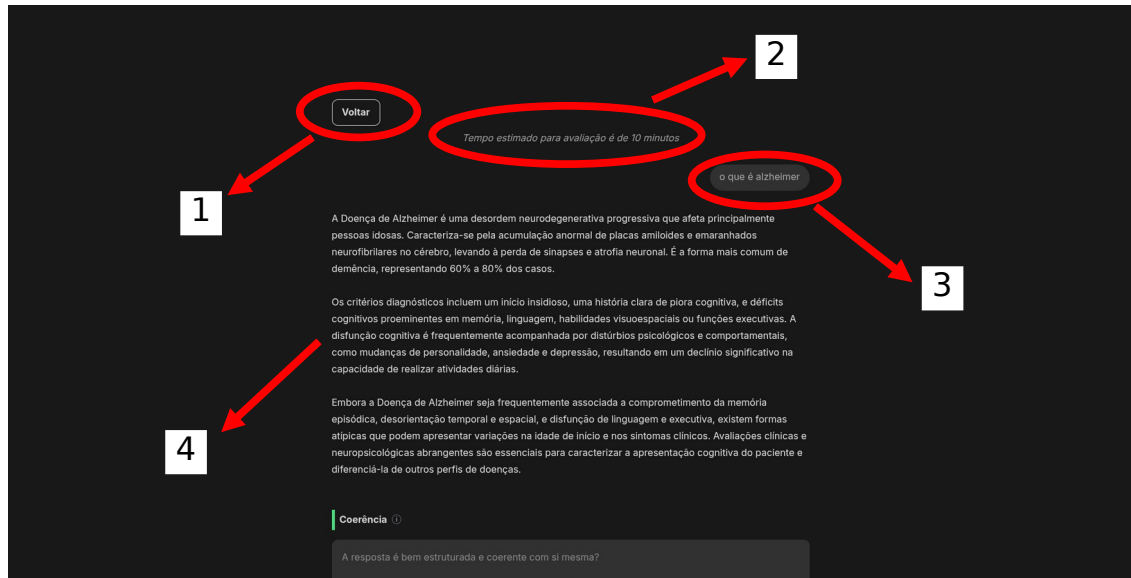 2
Voltar
Tempo estimado para avaliação é de 10 minutos
o que é alzheimer
1
A Doença de Alzheimer é uma desordem neurodegenerativa progressiva que afeta principalmente
pessoas idosas. Caracteriza-se pela acumulação anormal de placas amiloides e emaranhados
neurofibrilares no cérebro, levando à perda de sinapses e atrofia neuronal. É a forma mais comum de
demência, representando 60% a 80% dos casos.
3
Os critérios diagnósticos incluem um início insidioso, uma história clara de piora cognitiva, e déficits
cognitivos proeminentes em memória, linguagem, habilidades visuoespaciais ou funções executivas. A
disfunção cognitiva é frequentemente acompanhada por distúrbios psicológicos e comportamentais,
como mudanças de personalidade, ansiedade e depressão, resultando em um declínio significativo na
capacidade de realizar atividades diárias.
Embora a Doença de Alzheimer seja frequentemente associada a comprometimento da memória
episódica, desorientação temporal e espacial, e disfunção de linguagem e executiva, existem formas
atípicas que podem apresentar variações na idade de início e nos sintomas clínicos. Avaliações clínicas e
4
neuropsicológicas abrangentes são essenciais para caracterizar a apresentação cognitiva do paciente e
diferenciá-la de outros perfis de doenças.
Coerência
A resposta é bem estruturada e coerente com si mesma?